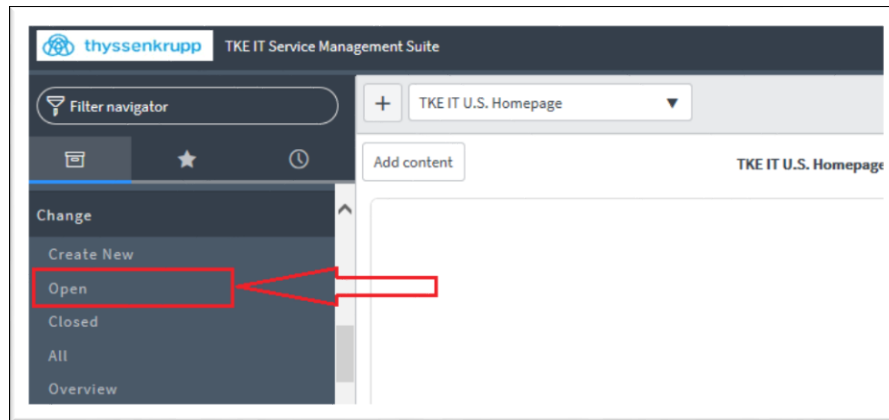 thyssenkrupp TKE IT Service Management Suite
Filter navigator
+ TKE IT U.S. Homepage
Add content TKE IT U.S. Homepage
Change
Create New
Open
Closed
All
Overview